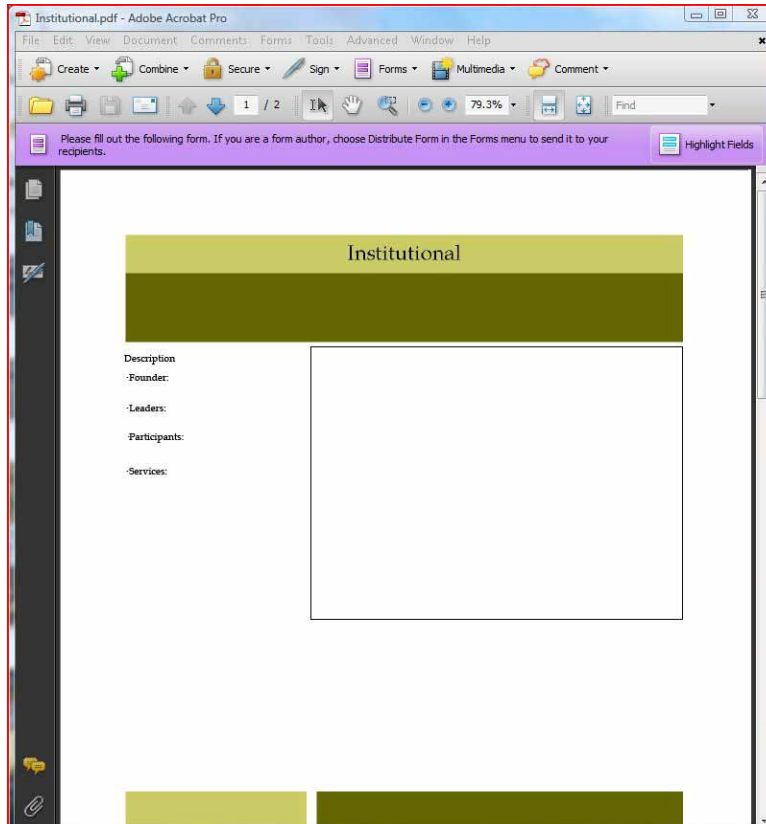 Institutional.pdf - Adobe Acrobat Pro
File Edit View Document Comments Forms Tools Advanced Window Help
Create Combine Secure Sign Forms Multimedia Comment
1 / 2 79.3% Find
Please fill out the following form. If you are a form author, choose Distribute Form in the Forms menu to send it to your
recipients.
Highlight Fields
Institutional
Description
·Founder:
·Leaders:
·Participants:
·Services: